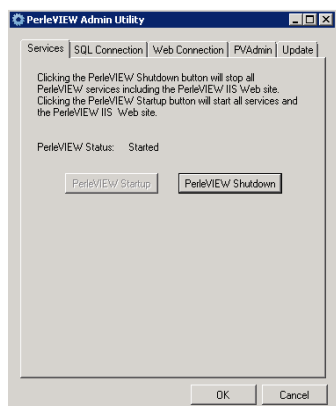 PerleVIEW Admin Utility
Services SQL Connection Web Connection PVAdmin Update
Clicking the PerleVIEW Shutdown button will stop all
PerleVIEW services including the PerleVIEW IIS Web site.
Clicking the PerleVIEW Startup button will start all services and
the PerleVIEW IIS Web site.
PerleVIEW Status: Started
PerleVIEW Startup PerleVIEW Shutdown
OK Cancel